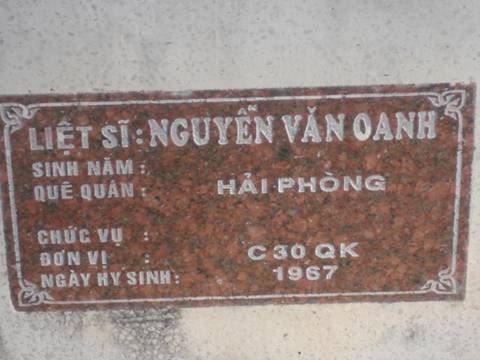 LIỆT SĨ: NGUYỄN VĂN OANH
SINH NĂM :
QUÊ QUÁN : HẢI PHÒNG
CHỨC VỤ :
ĐƠN VỊ : C 30 QK
NGÀY HY SINH : 1967